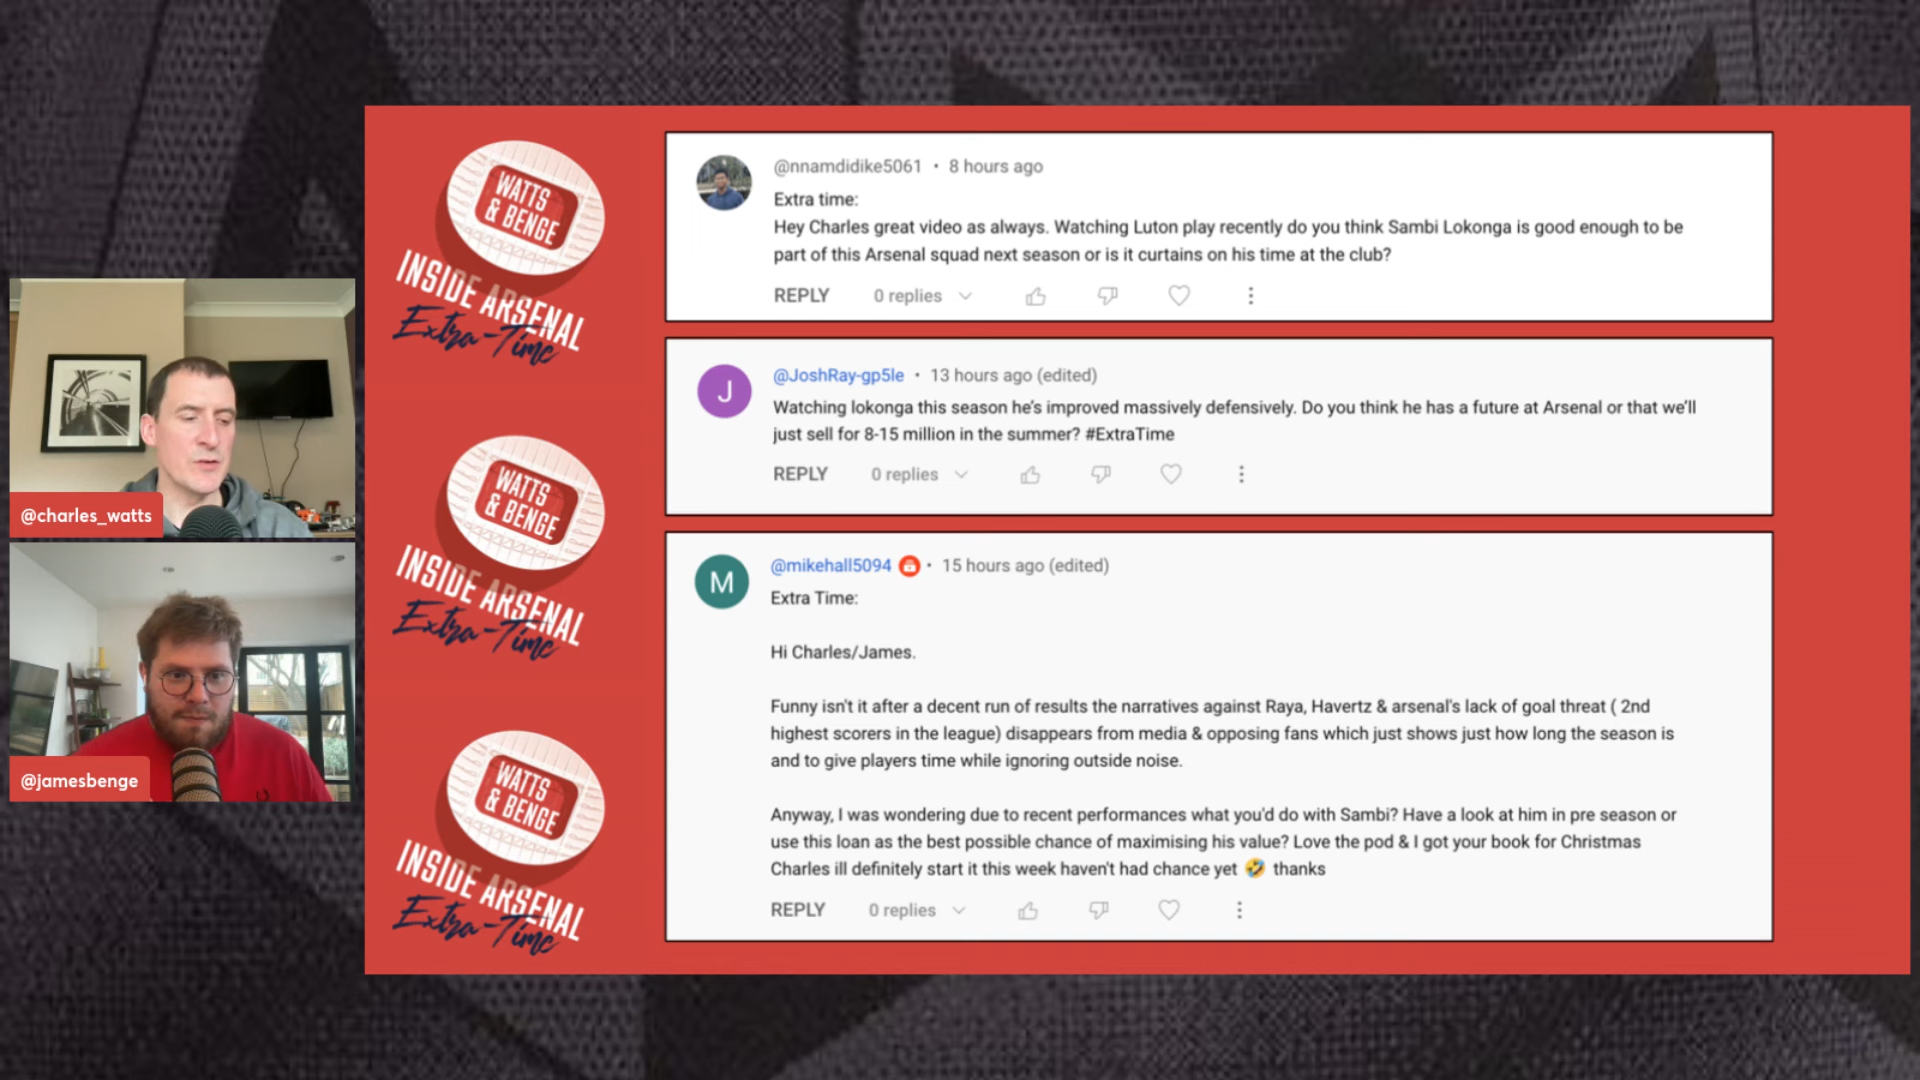 WATTS
& BENGE
INSIDE ARSENAL
Extra-Time
WATTS
& BENGE
INSIDE ARSENAL
Extra-Time
WATTS
& BENGE
INSIDE ARSENAL
Extra-Time
@charles_watts
@jamesbenge
@nnamdidike5061 • 8 hours ago
Extra time:
Hey Charles great video as always. Watching Luton play recently do you think Sambi Lokonga is good enough to be
part of this Arsenal squad next season or is it curtains on his time at the club?
REPLY 0 replies
J
@JoshRay-gp5le • 13 hours ago (edited)
Watching lokonga this season he's improved massively defensively. Do you think he has a future at Arsenal or that we'll
just sell for 8-15 million in the summer? #ExtraTime
REPLY 0 replies
M
@mikehall5094 • 15 hours ago (edited)
Extra Time:
Hi Charles/James.
Funny isn't it after a decent run of results the narratives against Raya, Havertz & arsenal's lack of goal threat ( 2nd
highest scorers in the league) disappears from media & opposing fans which just shows just how long the season is
and to give players time while ignoring outside noise.
Anyway, I was wondering due to recent performances what you'd do with Sambi? Have a look at him in pre season or
use this loan as the best possible chance of maximising his value? Love the pod & I got your book for Christmas
Charles ill definitely start it this week haven't had chance yet 🤣 thanks
REPLY 0 replies